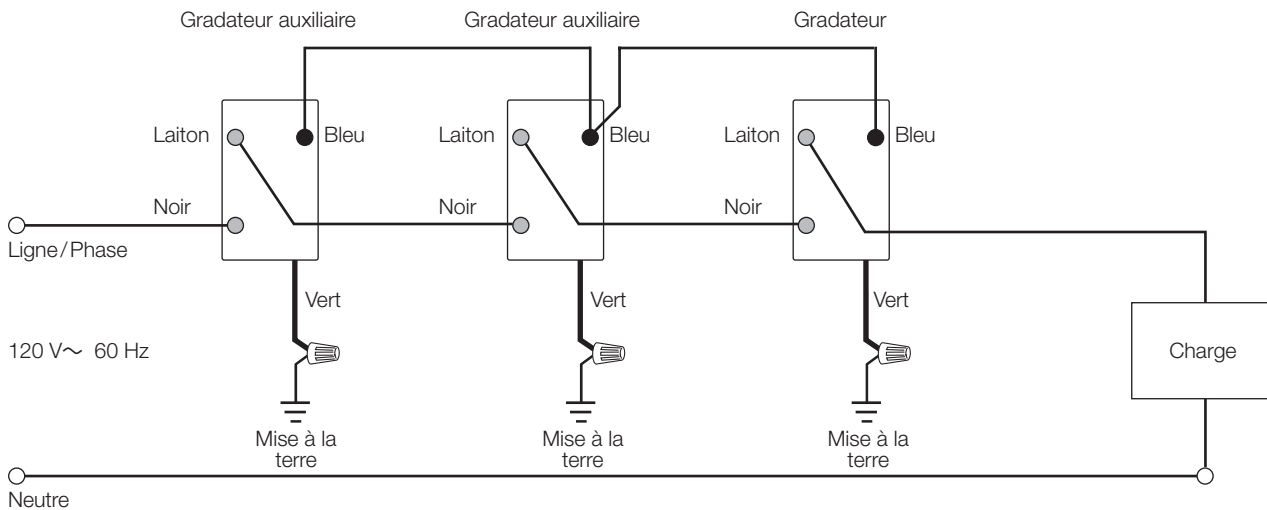 Gradateur auxiliaire
Gradateur auxiliaire
Gradateur
Laiton
Bleu
Laiton
Bleu
Laiton
Bleu
Noir
Noir
Noir
Ligne/Phase
Vert
Vert
Vert
120 V~ 60 Hz
Charge
Mise à la
terre
Mise à la
terre
Mise à la
terre
Neutre